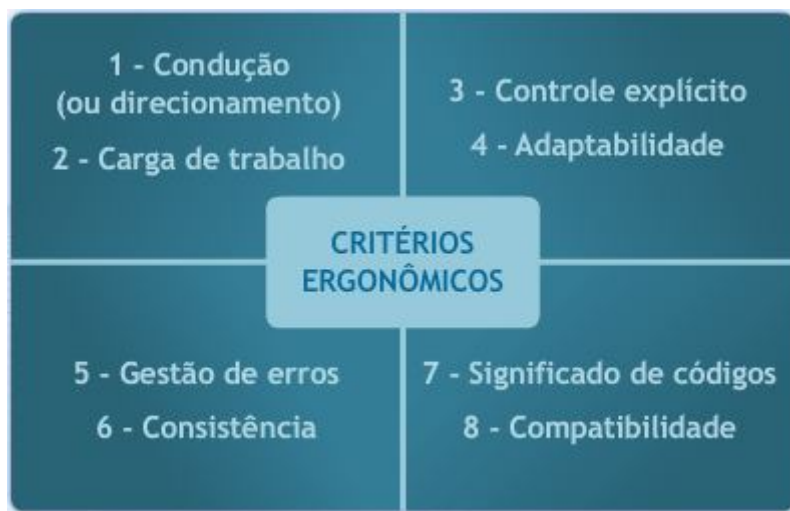 1 - Condução
(ou direcionamento)
2 - Carga de trabalho
3 - Controle explícito
4 - Adaptabilidade
CRITÉRIOS
ERGONÔMICOS
5 - Gestão de erros
6 - Consistência
7 - Significado de códigos
8 - Compatibilidade